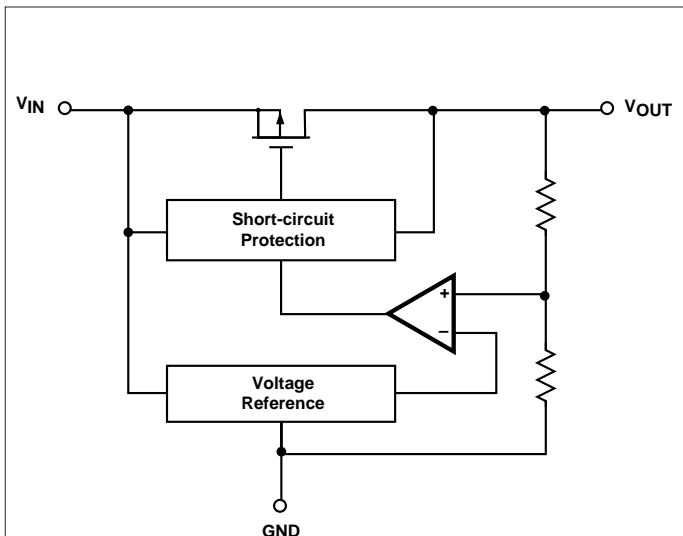 VIN
VOUT
Short-circuit
Protection
+
−
Voltage
Reference
GND